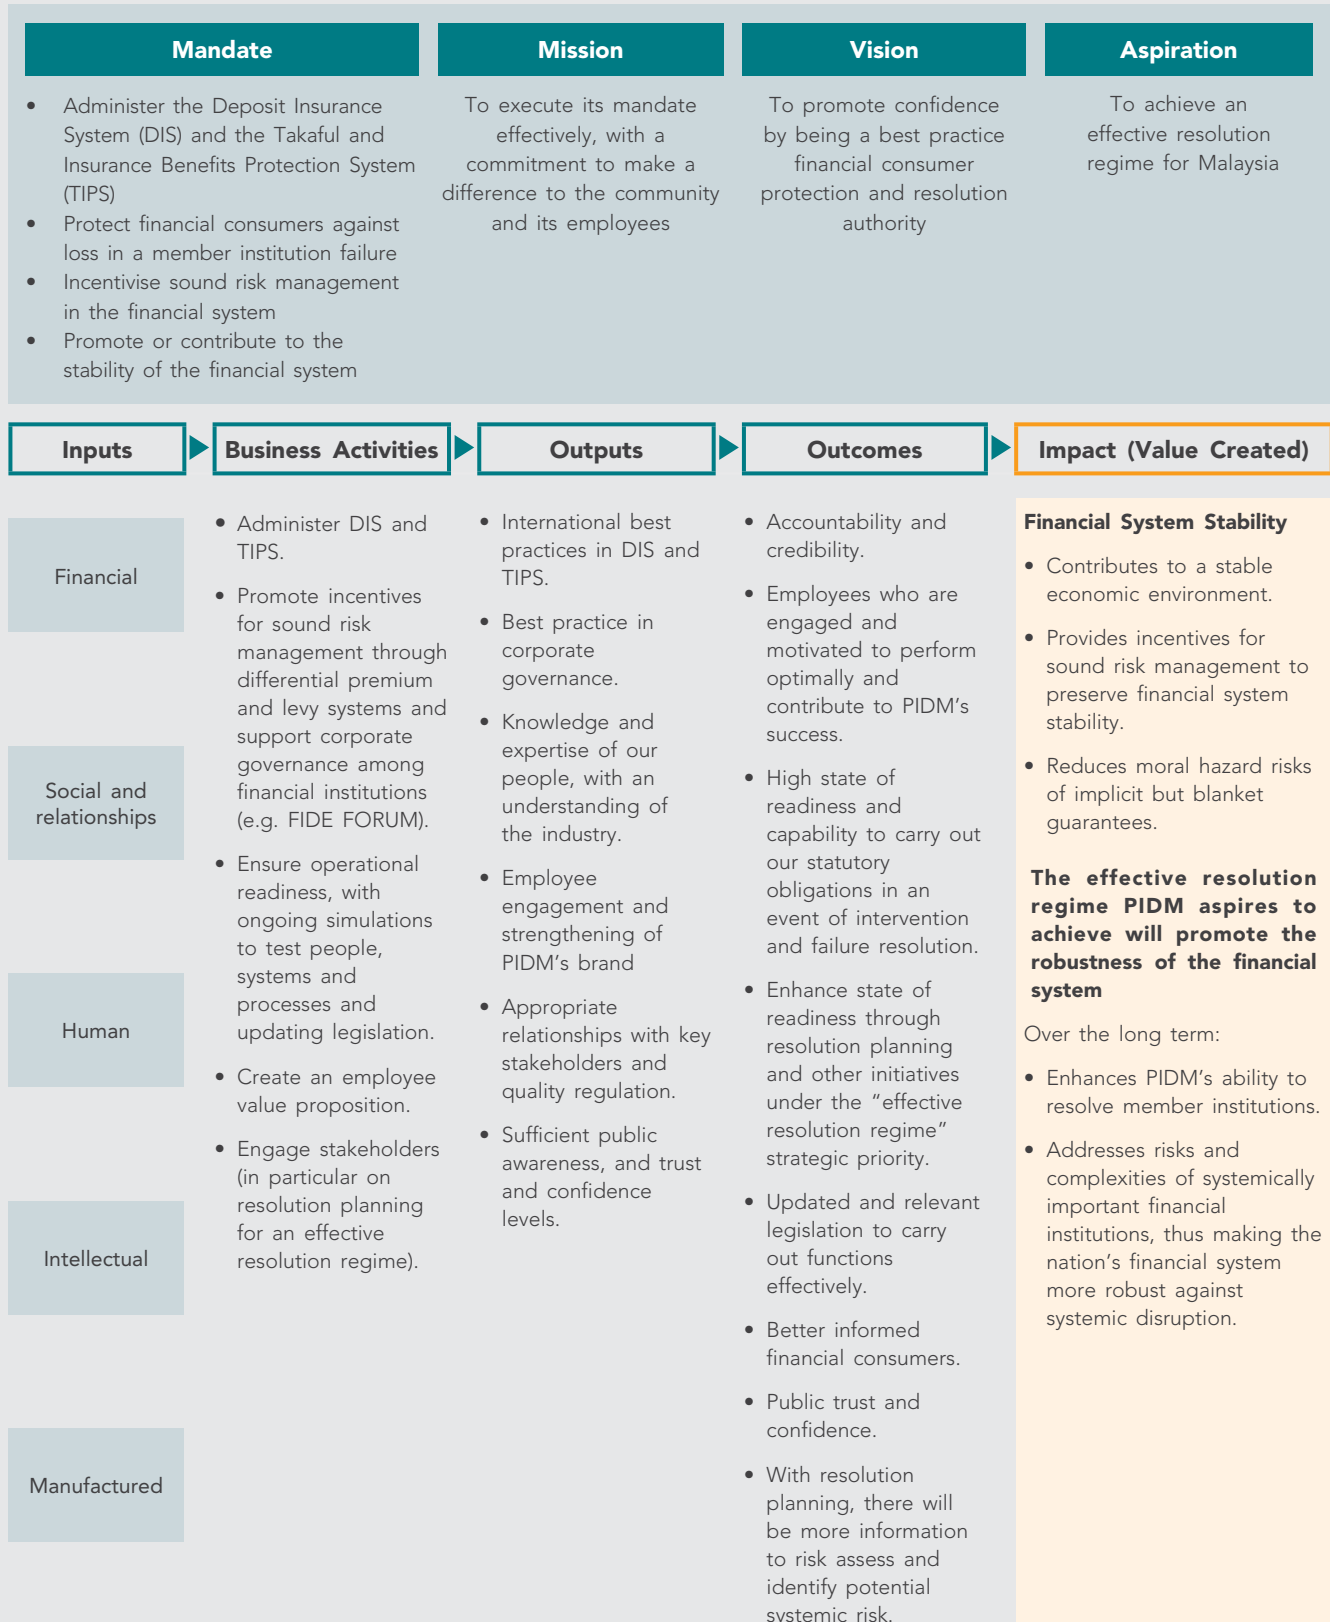 Mandate
Administer the Deposit Insurance
System (DIS) and the Takaful and
Insurance Benefits Protection System
(TIPS)
Protect financial consumers against
loss in a member institution failure
Incentivise sound risk management
in the financial system
Promote or contribute to the
stability of the financial system
Mission
To execute its mandate
effectively, with a
commitment to make a
difference to the community
and its employees
Vision
To promote confidence
by being a best practice
financial consumer
protection and resolution
authority
Aspiration
To achieve an
effective resolution
regime for Malaysia
Inputs
Business Activities
Outputs
Outcomes
Impact (Value Created)
Financial
Social and
relationships
Human
Intellectual
Manufactured
• Administer DIS and
TIPS.
• Promote incentives
for sound risk
management through
differential premium
and levy systems and
support corporate
governance among
financial institutions
(e.g. FIDE FORUM).
• Ensure operational
readiness, with
ongoing simulations
to test people,
systems and
processes and
updating legislation.
• Create an employee
value proposition.
• Engage stakeholders
(in particular on
resolution planning
for an effective
resolution regime).
• International best
practices in DIS and
TIPS.
• Best practice in
corporate
governance.
• Knowledge and
expertise of our
people, with an
understanding of
the industry.
• Employee
engagement and
strengthening of
PIDM's brand
• Appropriate
relationships with key
stakeholders and
quality regulation.
• Sufficient public
awareness, and trust
and confidence
levels.
• Accountability and
credibility.
• Employees who are
engaged and
motivated to perform
optimally and
contribute to PIDM's
success.
• High state of
readiness and
capability to carry out
our statutory
obligations in an
event of intervention
and failure resolution.
• Enhance state of
readiness through
resolution planning
and other initiatives
under the "effective
resolution regime"
strategic priority.
• Updated and relevant
legislation to carry
out functions
effectively.
• Better informed
financial consumers.
• Public trust and
confidence.
• With resolution
planning, there will
be more information
to risk assess and
identify potential
systemic risk.
Financial System Stability
• Contributes to a stable
economic environment.
• Provides incentives for
sound risk management to
preserve financial system
stability.
• Reduces moral hazard risks
of implicit but blanket
guarantees.
The effective resolution
regime PIDM aspires to
achieve will promote the
robustness of the financial
system
Over the long term:
• Enhances PIDM's ability to
resolve member institutions.
• Addresses risks and
complexities of systemically
important financial
institutions, thus making the
nation's financial system
more robust against
systemic disruption.